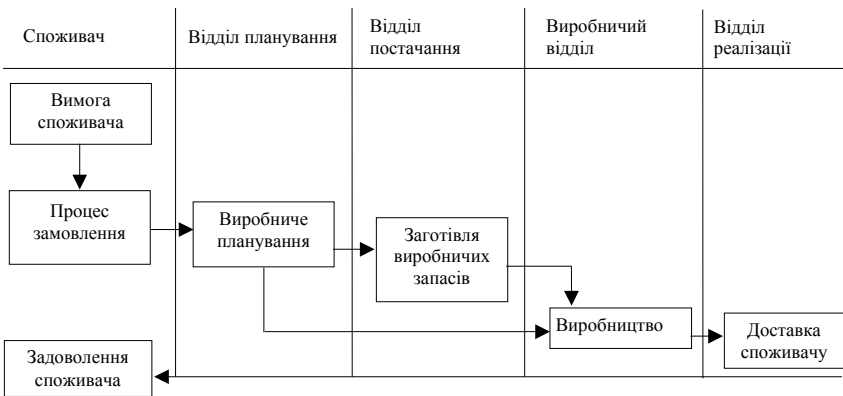 Споживач
Відділ планування
Відділ
постачання
Виробничий
відділ
Відділ
реалізації
Вимога
споживача
Процес
замовлення
Виробниче
планування
Заготівля
виробничих
запасів
Виробництво
Доставка
споживачу
Задоволення
споживача